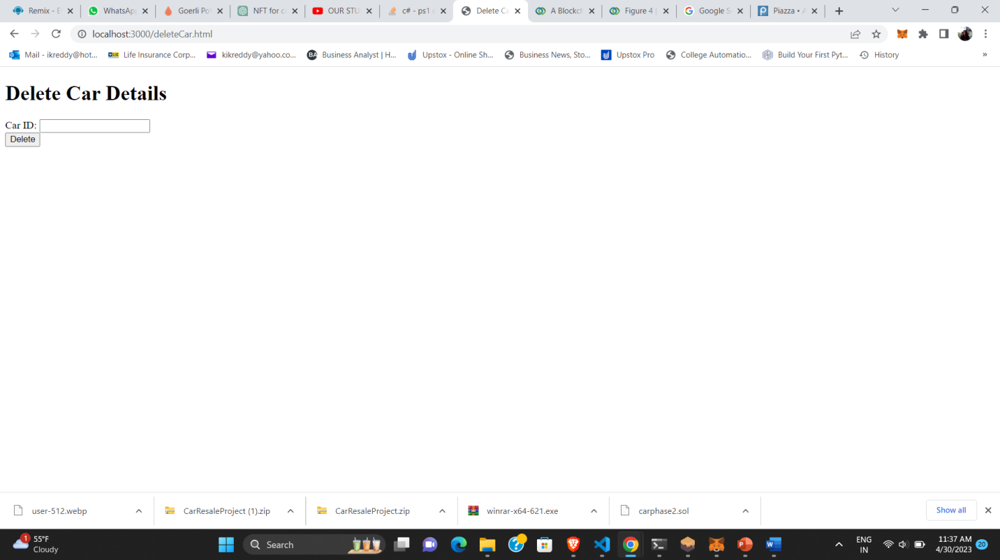 Remix - E
WhatsAp
Goerli Po
NFT for c
OUR STU
c# - ps1 c
Delete Ca
A Blockch
Figure 4 |
Google S
Piazza • A
localhost:3000/deleteCar.html
Mail - ikreddy@hot...
Life Insurance Corp...
kikreddy@yahoo.co...
BA Business Analyst | H...
Upstox - Online Sh...
Business News, Sto...
Upstox Pro
College Automatio...
Build Your First Pyt...
History
»
Delete Car Details
Car ID:
Delete
user-512.webp
CarResaleProject (1).zip
CarResaleProject.zip
winrar-x64-621.exe
carphase2.sol
Show all
1
55°F
Cloudy
Search
ENG
IN
11:37 AM
4/30/2023
20